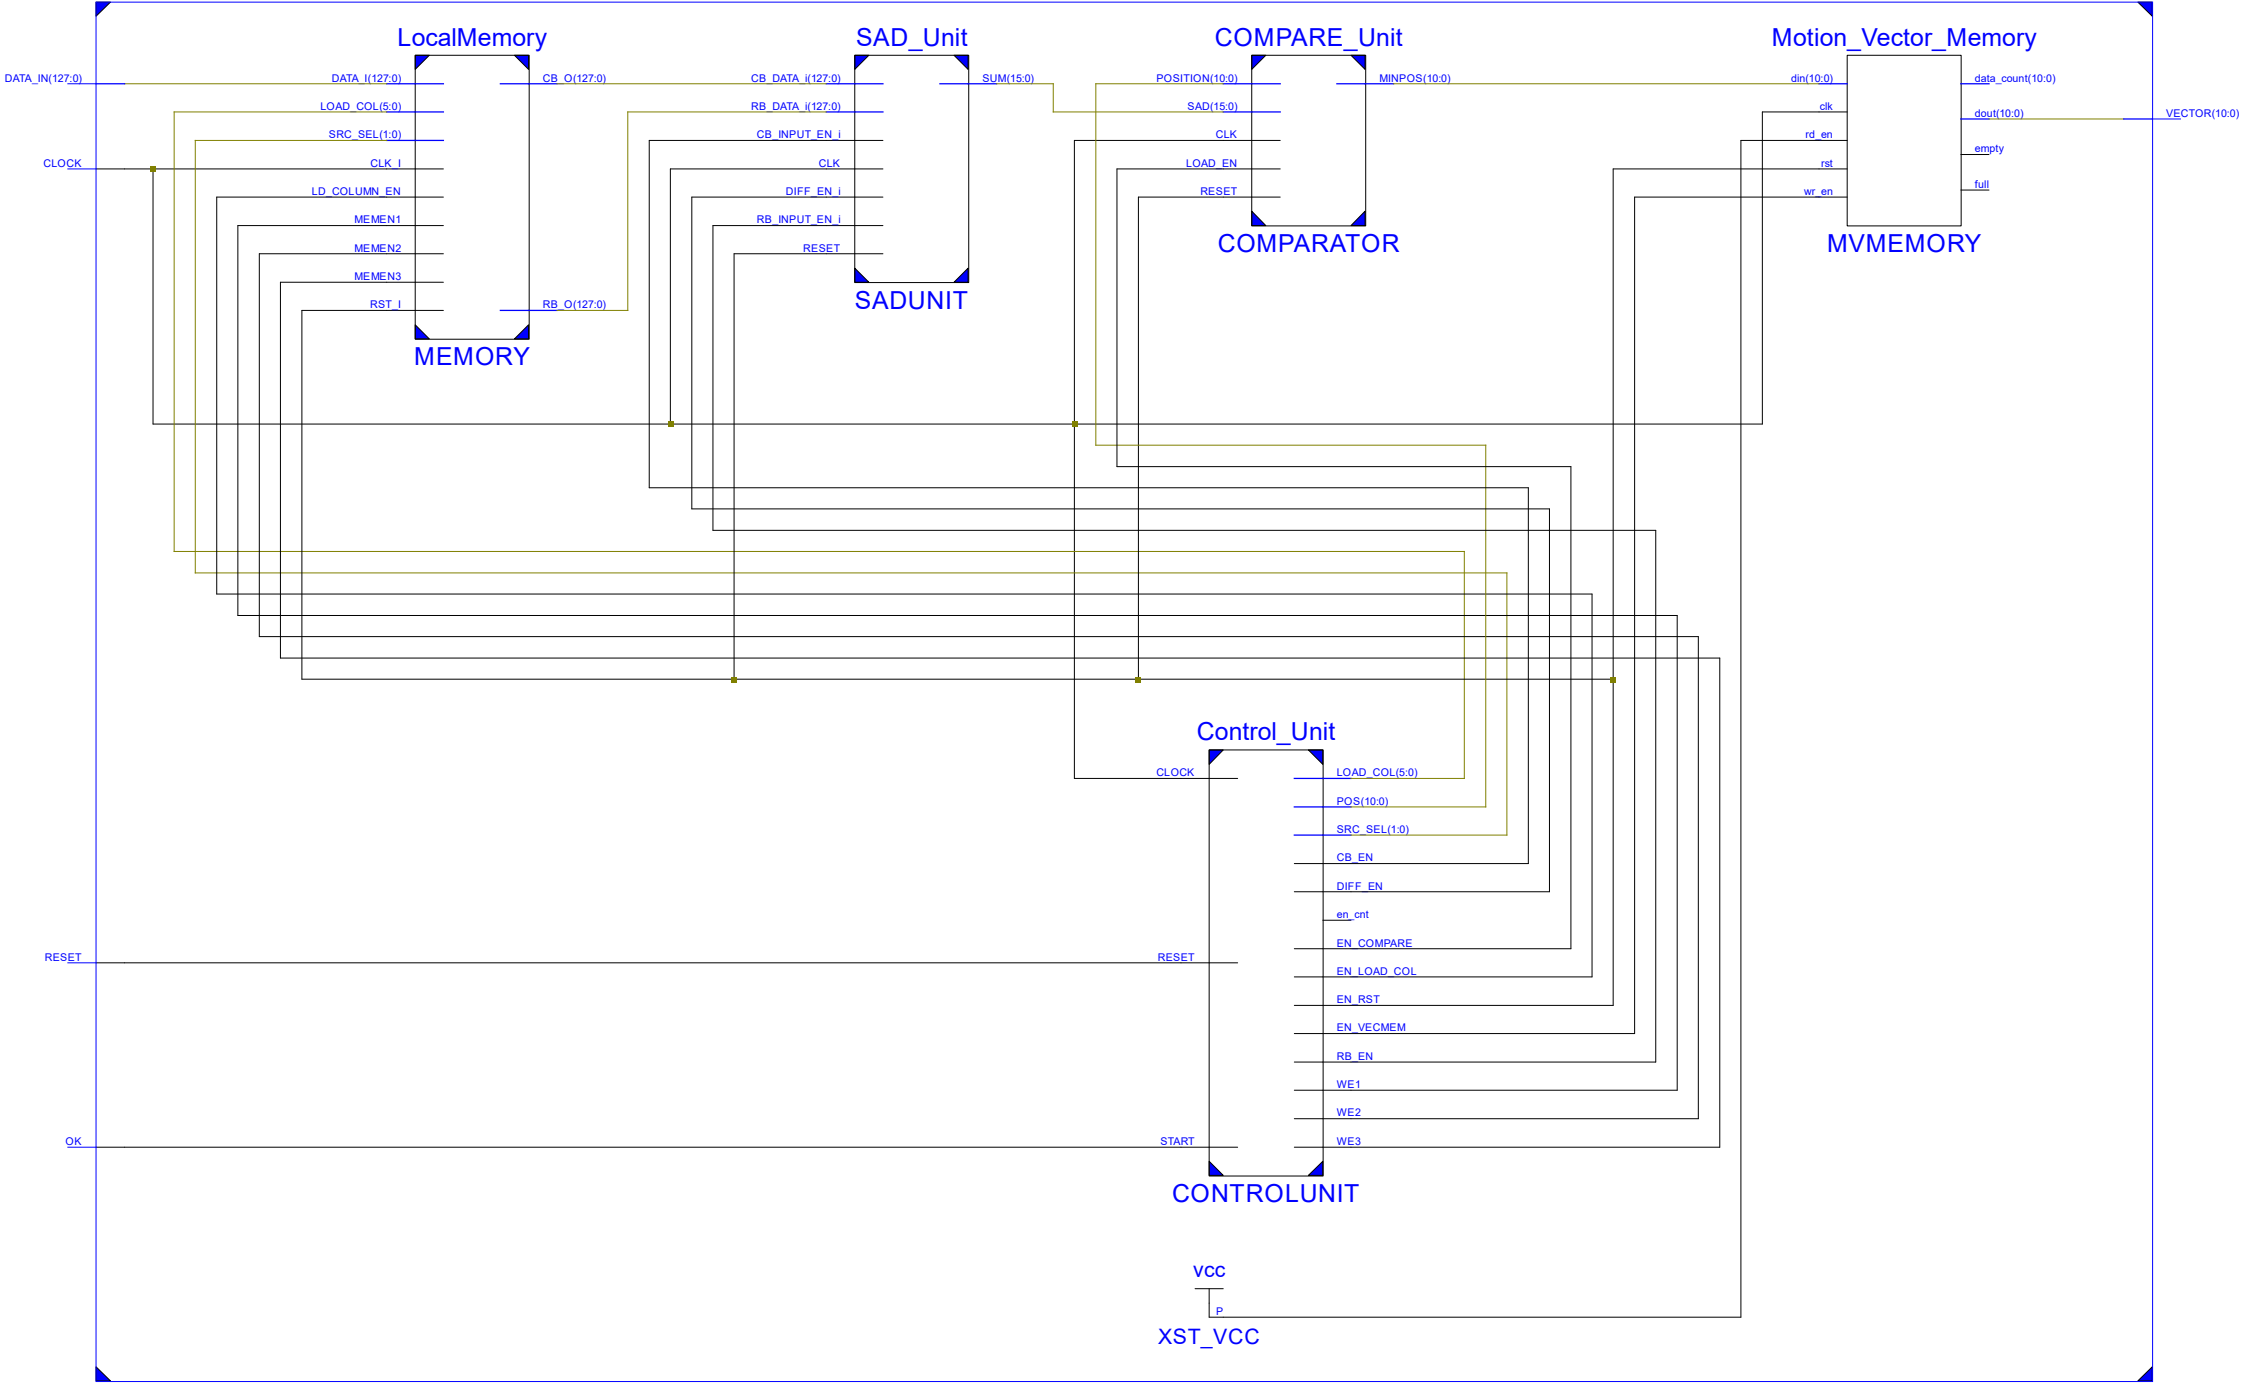 LocalMemory
SAD_Unit
COMPARE_Unit
Motion_Vector_Memory
DATA_IN(127:0)
CLOCK
RESET
OK
DATA_I(127:0)
LOAD_COL(5:0)
SRC_SEL(1:0)
CLK_I
LD_COLUMN_EN
MEMEN1
MEMEN2
MEMEN3
RST_I
CB_O(127:0)
RB_O(127:0)
MEMORY
CB_DATA_i(127:0)
RB_DATA_i(127:0)
CB_INPUT_EN_i
CLK
DIFF_EN_i
RB_INPUT_EN_i
RESET
SUM(15:0)
SADUNIT
POSITION(10:0)
SAD(15:0)
CLK
LOAD_EN
RESET
MINPOS(10:0)
COMPARATOR
din(10:0)
clk
rd_en
rst
wr_en
data_count(10:0)
dout(10:0)
empty
full
MVMEMORY
VECTOR(10:0)
Control_Unit
CLOCK
RESET
START
LOAD_COL(5:0)
POS(10:0)
SRC_SEL(1:0)
CB_EN
DIFF_EN
en_cnt
EN_COMPARE
EN_LOAD_COL
EN_RST
EN_VECMEM
RB_EN
WE1
WE2
WE3
CONTROLUNIT
VCC
P
XST_VCC